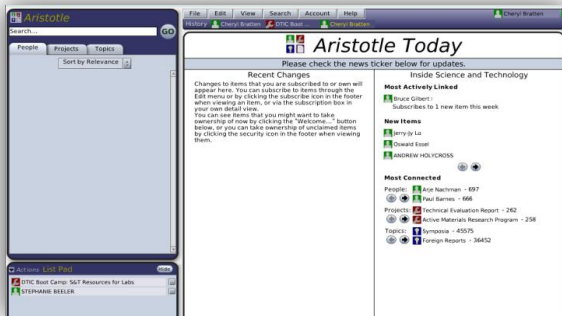 Aristotle
Search...
GO
People
Projects
Topics
Sort by Relevance
Actions List Pad
Hide
DTIC Boot Camp: S&T Resources for Labs
STEPHANIE BEELER
File Edit View Search Account Help
Cheryl Bratten
History Cheryl Bratten DTIC Boot ... Cheryl Bratten
Aristotle Today
Please check the news ticker below for updates.
Recent Changes
Changes to items that you are subscribed to or own will
appear here. You can subscribe to items through the
Edit menu or by clicking the subscribe icon in the footer
when viewing an item, or via the subscription box in
your own detail view.
You can see items that you might want to take
ownership of now by clicking the "Welcome..." button
below, or you can take ownership of unclaimed items
by clicking the security icon in the footer when viewing
them.
Inside Science and Technology
Most Actively Linked
Bruce Gilbert :
Subscribes to 1 new item this week
New Items
Jerry-Jy Lu
Oswald Essel
ANDREW HOLYCROSS
Most Connected
People: Arje Nachman - 697
Paul Barnes - 666
Projects: Technical Evaluation Report - 262
Active Materials Research Program - 258
Topics: Symposia - 45575
Foreign Reports - 36452